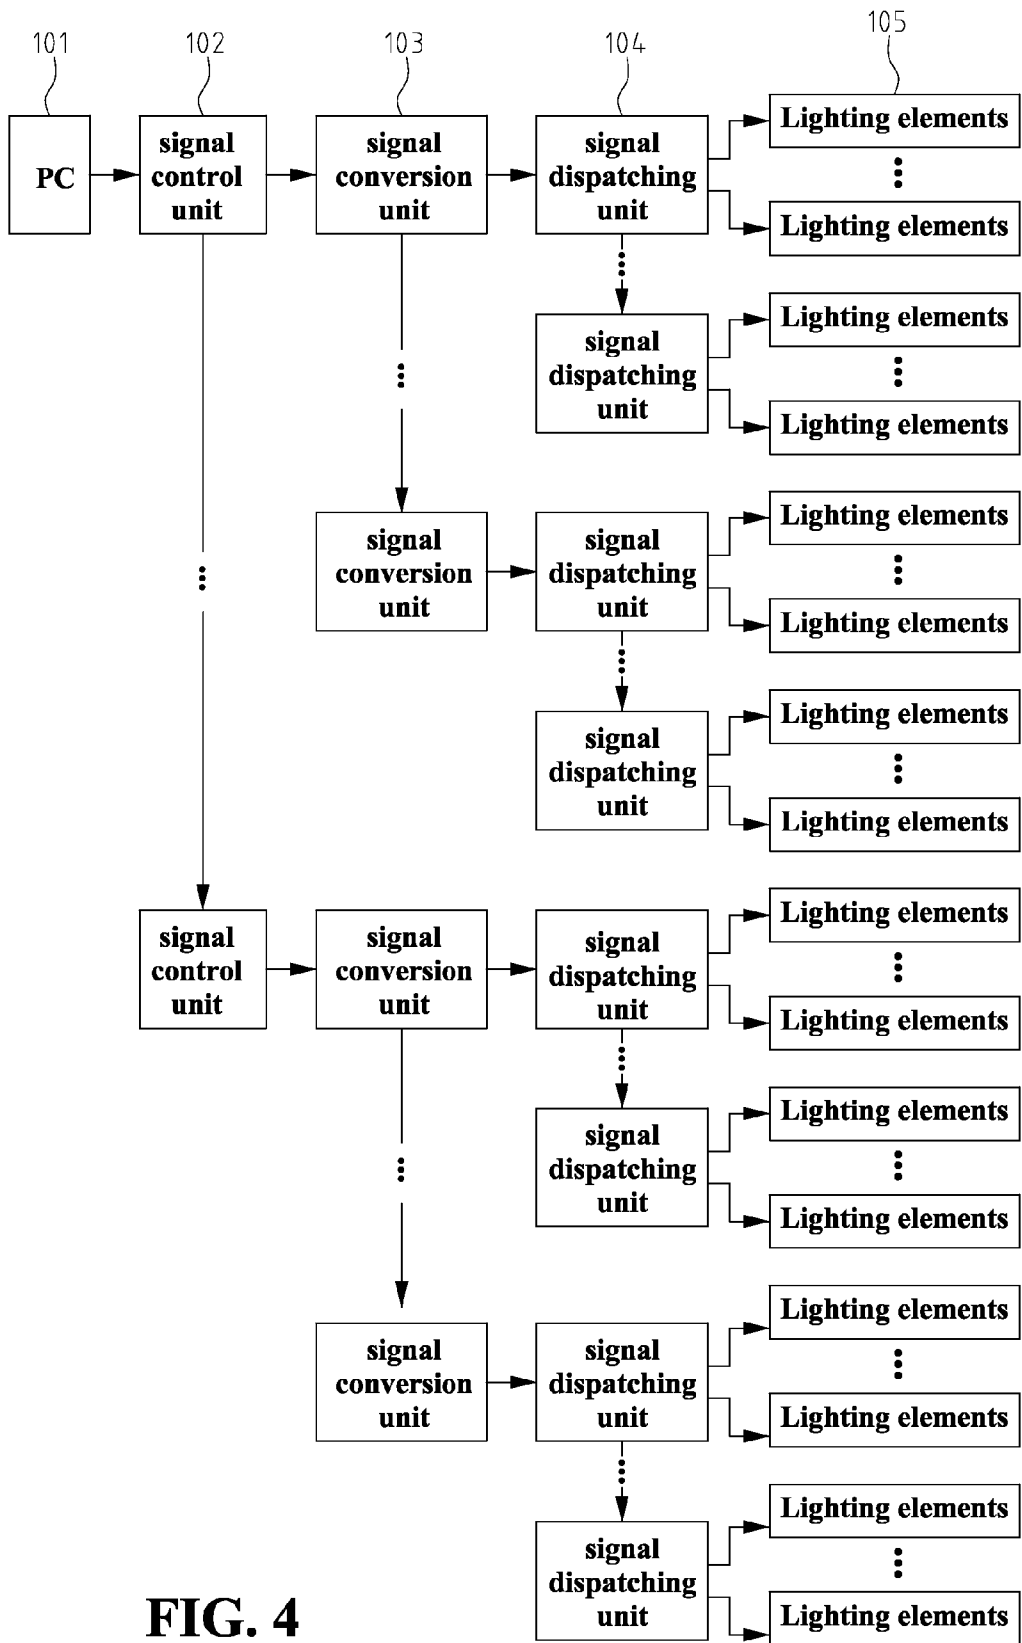 101
102
103
104
105
PC
signal
control
unit
signal
conversion
unit
signal
dispatching
unit
Lighting elements
Lighting elements
signal
dispatching
unit
Lighting elements
Lighting elements
signal
conversion
unit
signal
dispatching
unit
Lighting elements
Lighting elements
signal
dispatching
unit
Lighting elements
Lighting elements
signal
control
unit
signal
conversion
unit
signal
dispatching
unit
Lighting elements
Lighting elements
signal
dispatching
unit
Lighting elements
Lighting elements
signal
conversion
unit
signal
dispatching
unit
Lighting elements
Lighting elements
signal
dispatching
unit
Lighting elements
Lighting elements
FIG. 4